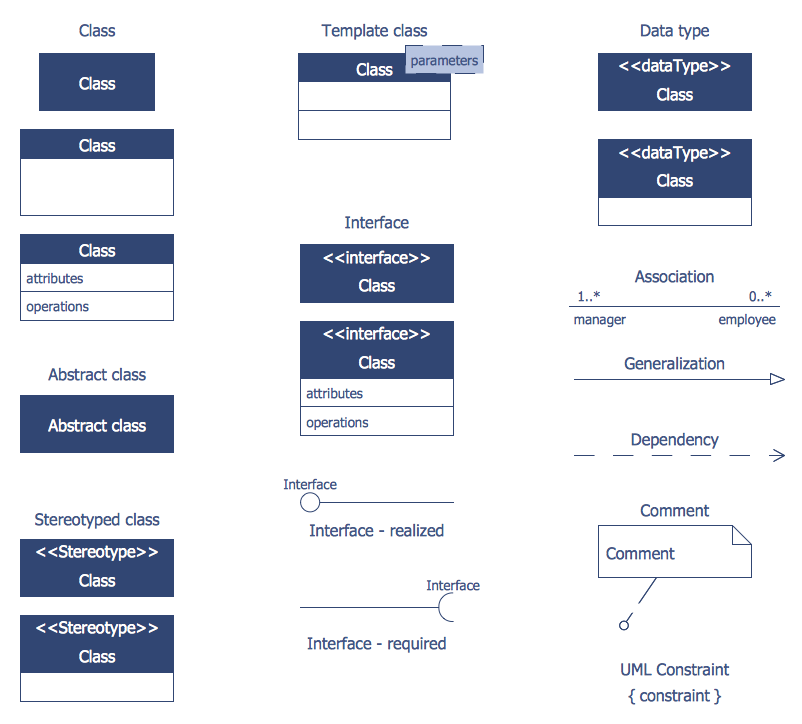 Class
Class
Class
Class
attributes
operations
Abstract class
Abstract class
Stereotyped class
<<Stereotype>>
Class
<<Stereotype>>
Class
Template class
parameters
Class
Interface
<<interface>>
Class
<<interface>>
Class
attributes
operations
Interface
Interface - realized
Interface
Interface - required
Data type
<<dataType>>
Class
<<dataType>>
Class
Association
1..* 0..*
manager employee
Generalization
Dependency
Comment
Comment
UML Constraint
{ constraint }